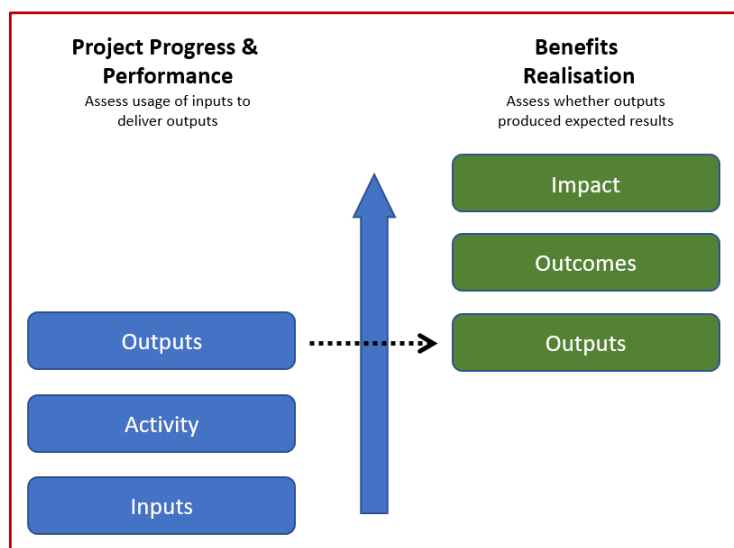 Project Progress &
Performance
Assess usage of inputs to
deliver outputs
Benefits
Realisation
Assess whether outputs
produced expected results
Impact
Outcomes
Outputs
Outputs
Activity
Inputs